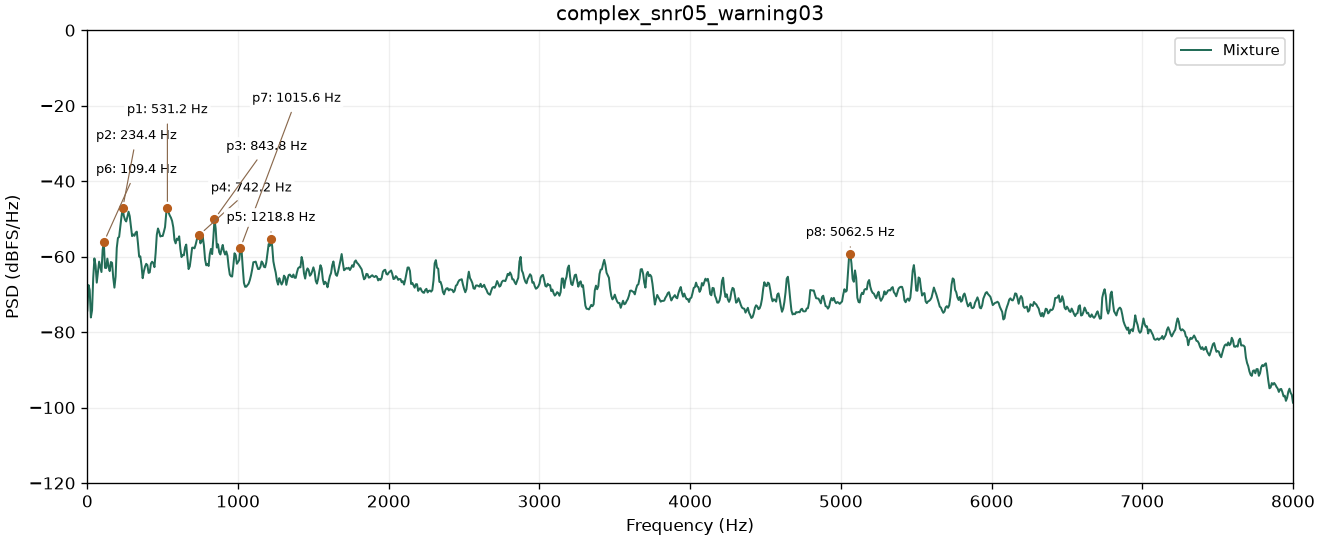 complex_snr05_warning03
PSD (dBFS/Hz)
0
−20
−40
−60
−80
−100
−120
Mixture
p7: 1015.6 Hz
p1: 531.2 Hz
p2: 234.4 Hz
p3: 843.8 Hz
p6: 109.4 Hz
p4: 742.2 Hz
p5: 1218.8 Hz
p8: 5062.5 Hz
0 1000 2000 3000 4000 5000 6000 7000 8000
Frequency (Hz)